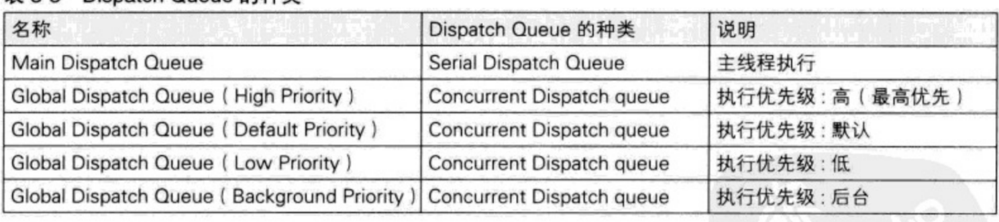 Dispatch Queue 的种类
名称 Dispatch Queue 的种类 说明
Main Dispatch Queue Serial Dispatch Queue 主线程执行
Global Dispatch Queue ( High Priority ) Concurrent Dispatch queue 执行优先级 : 高 ( 最高优先 )
Global Dispatch Queue ( Default Priority ) Concurrent Dispatch queue 执行优先级 : 默认
Global Dispatch Queue ( Low Priority ) Concurrent Dispatch queue 执行优先级 : 低
Global Dispatch Queue ( Background Priority ) Concurrent Dispatch queue 执行优先级 : 后台